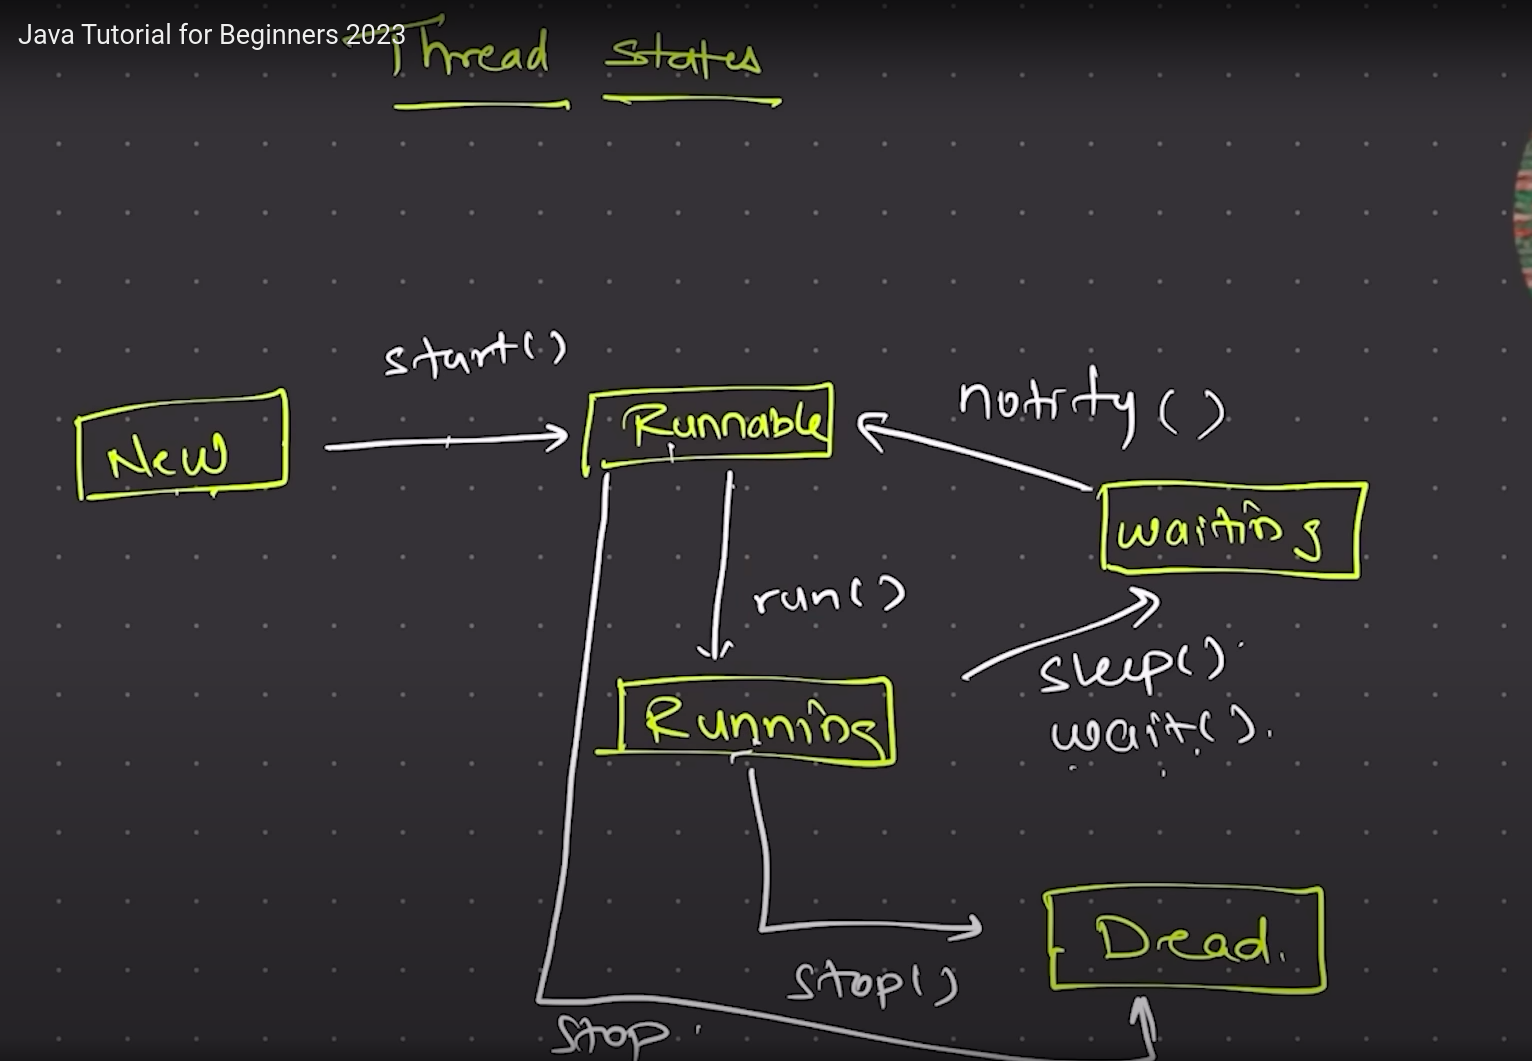 Java Tutorial for Beginners 2023
Thread States
start()
New
Runnable
notify()
waiting
run()
sleep()
wait().
Running
Dead.
stop()
stop